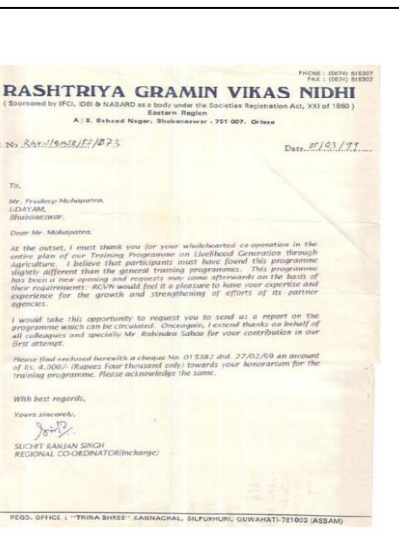 PHONE : (0674) 515307
FAX : (0674) 515307
RASHTRIYA GRAMIN VIKAS NIDHI
( Sponsored by IFCI, IDBI & NABARD as a body under the Societies Registration Act, XXI of 1860 )
Eastern Region
A / 8. Saheed Nagar, Bhubaneswar - 751 007. Orissa
No
Date 01/03/99
To,
Mr. Pradeep Mohapatra,
UDAYAM,
Bhubaneswar.
Dear Mr. Mohapatra,
At the outset, I must thank you for your wholehearted co-operation in the
entire plan of our Training Programme on Livelihood Generation through
Agriculture. I believe that participants must have found this programme
slightly different than the general training programmes. This programme
has been a new opening and requests may come afterwards on the basis of
their requirements. RGVN would feel it a pleasure to have your expertise and
experience for the growth and strengthening of efforts of its partner
agencies.
I would take this opportunity to request you to send us a report on the
programme which can be circulated. Onceagain, I extend thanks on behalf of
all colleagues and specially Mr Rabindra Sahoo for your contribution in our
first attempt.
Please find enclosed herewith a cheque No. 015382 dtd. 27/02/99 an amount
of Rs. 4,000/- (Rupees Four thousand only) towards your honorarium for the
training programme. Please acknowledge the same.
With best regards,
Yours sincerely,
SUCHIT RANJAN SINGH
REGIONAL CO-ORDINATOR(Incharge)
REGD. OFFICE : "TRINA SHREE" KANNACHAL, SILPUKHURI, GUWAHATI-781003 (ASSAM)